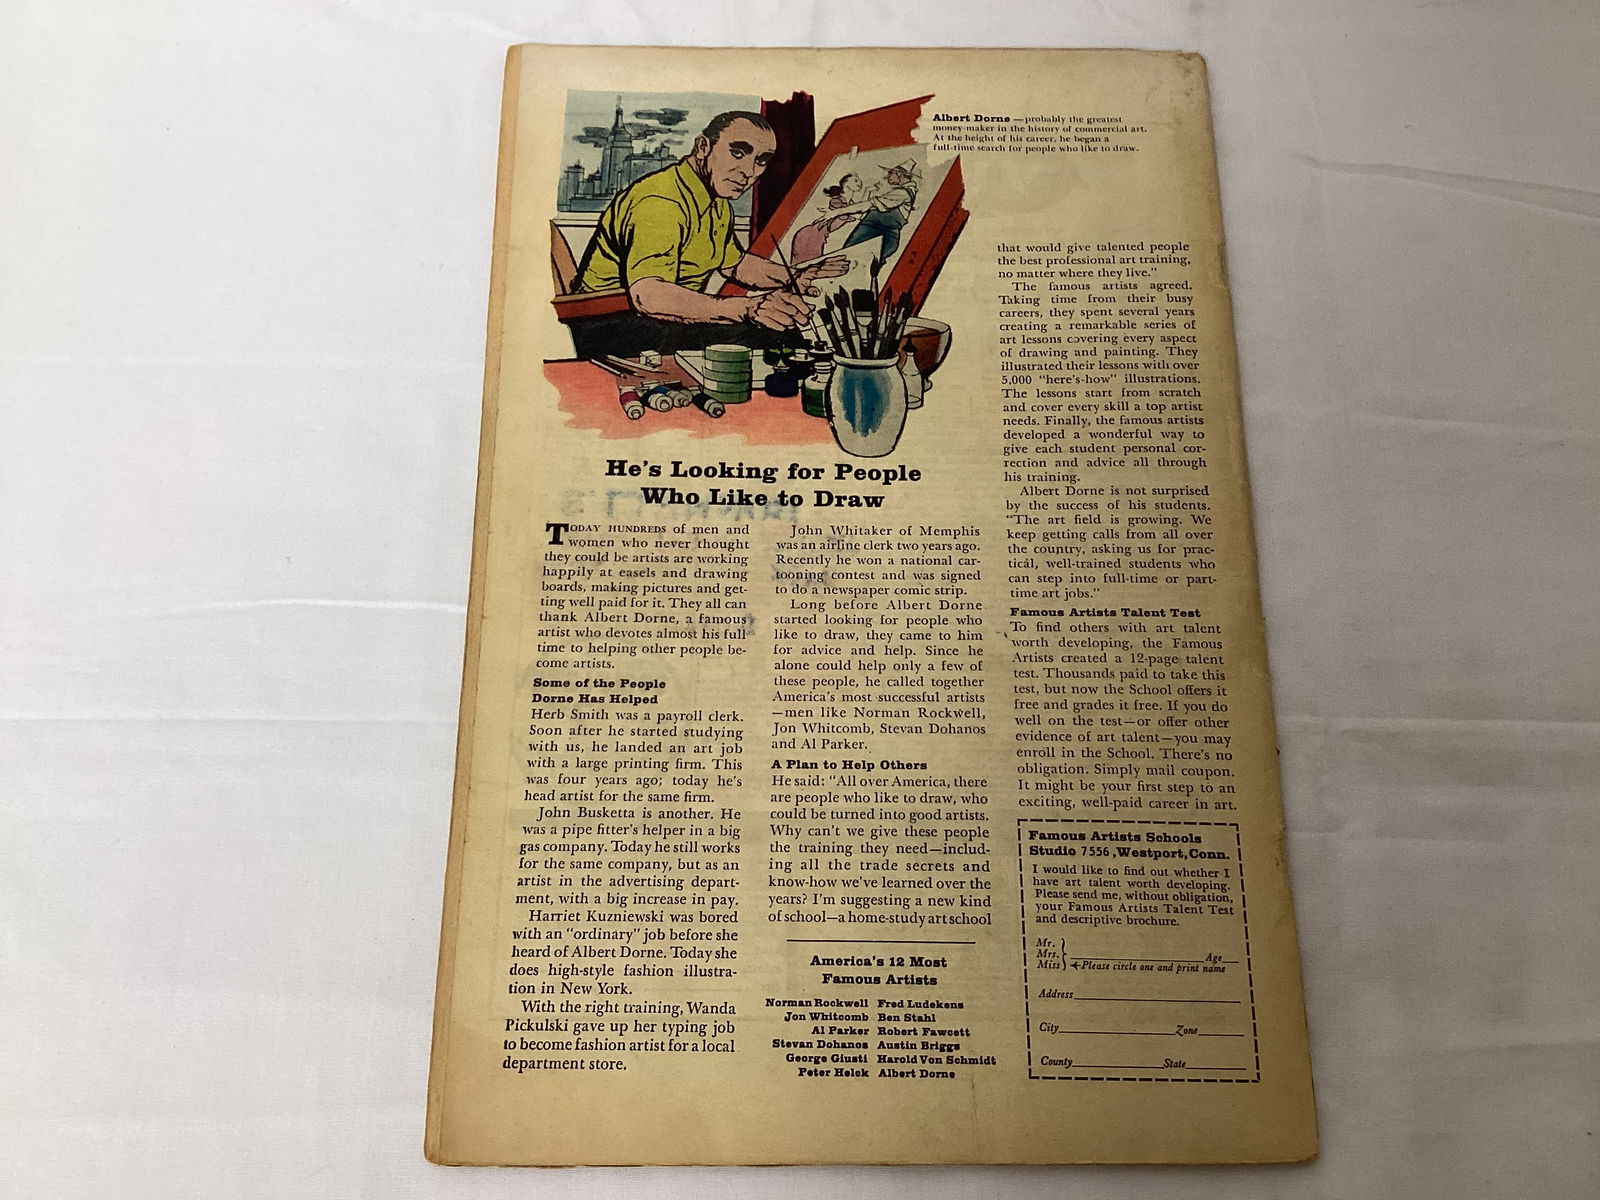 Albert Dorne — probably the greatest
money-maker in the history of commercial art.
At the height of his career, he began a
full-time search for people who like to draw.
He's Looking for People
Who Like to Draw
TODAY HUNDREDS of men and
women who never thought
they could be artists are working
happily at easels and drawing
boards, making pictures and get-
ting well paid for it. They all can
thank Albert Dorne, a famous
artist who devotes almost his full
time to helping other people be-
come artists.
Some of the People
Dorne Has Helped
Herb Smith was a payroll clerk.
Soon after he started studying
with us, he landed an art job
with a large printing firm. This
was four years ago; today he's
head artist for the same firm.
John Busketta is another. He
was a pipe fitter's helper in a big
gas company. Today he still works
for the same company, but as an
artist in the advertising depart-
ment, with a big increase in pay.
Harriet Kuzniewski was bored
with an "ordinary" job before she
heard of Albert Dorne. Today she
does high-style fashion illustra-
tion in New York.
With the right training, Wanda
Pickulski gave up her typing job
to become fashion artist for a local
department store.
John Whitaker of Memphis
was an airline clerk two years ago.
Recently he won a national car-
tooning contest and was signed
to do a newspaper comic strip.
Long before Albert Dorne
started looking for people who
like to draw, they came to him
for advice and help. Since he
alone could help only a few of
these people, he called together
America's most successful artists
—men like Norman Rockwell,
Jon Whitcomb, Stevan Dohanos
and Al Parker.
A Plan to Help Others
He said: "All over America, there
are people who like to draw, who
could be turned into good artists.
Why can't we give these people
the training they need—includ-
ing all the trade secrets and
know-how we've learned over the
years? I'm suggesting a new kind
of school—a home-study art school
America's 12 Most
Famous Artists
Norman Rockwell Fred Ludekens
Jon Whitcomb Ben Stahl
Al Parker Robert Fawcett
Stevan Dohanos Austin Briggs
George Giusti Harold Von Schmidt
Peter Helck Albert Dorne
that would give talented people
the best professional art training,
no matter where they live."
The famous artists agreed.
Taking time from their busy
careers, they spent several years
creating a remarkable series of
art lessons covering every aspect
of drawing and painting. They
illustrated their lessons with over
5,000 "here's-how" illustrations.
The lessons start from scratch
and cover every skill a top artist
needs. Finally, the famous artists
developed a wonderful way to
give each student personal cor-
rection and advice all through
his training.
Albert Dorne is not surprised
by the success of his students.
"The art field is growing. We
keep getting calls from all over
the country, asking us for prac-
tical, well-trained students who
can step into full-time or part-
time art jobs."
Famous Artists Talent Test
To find others with art talent
worth developing, the Famous
Artists created a 12-page talent
test. Thousands paid to take this
test, but now the School offers it
free and grades it free. If you do
well on the test—or offer other
evidence of art talent—you may
enroll in the School. There's no
obligation. Simply mail coupon.
It might be your first step to an
exciting, well-paid career in art.
Famous Artists Schools
Studio 7556, Westport, Conn.
I would like to find out whether I
have art talent worth developing.
Please send me, without obligation,
your Famous Artists Talent Test
and descriptive brochure.
Mr.
Mrs. Age
Miss Please circle one and print name
Address
City Zone
County State